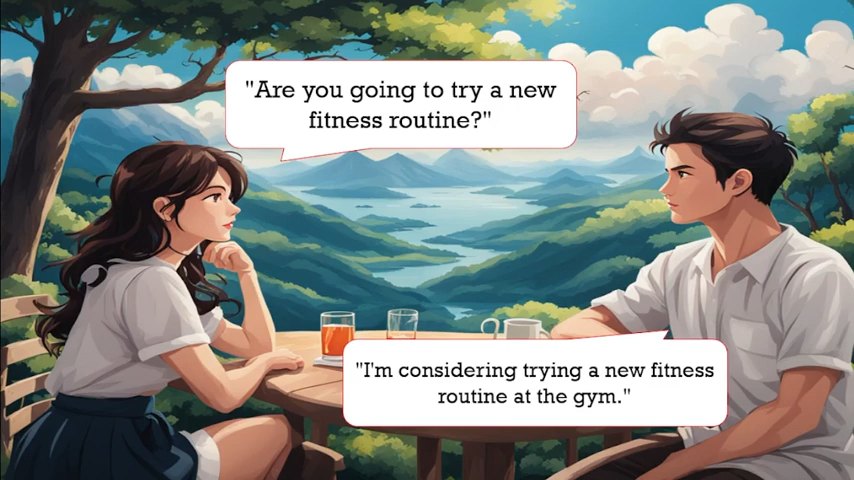 "Are you going to try a new
fitness routine?"
"I'm considering trying a new fitness
routine at the gym."